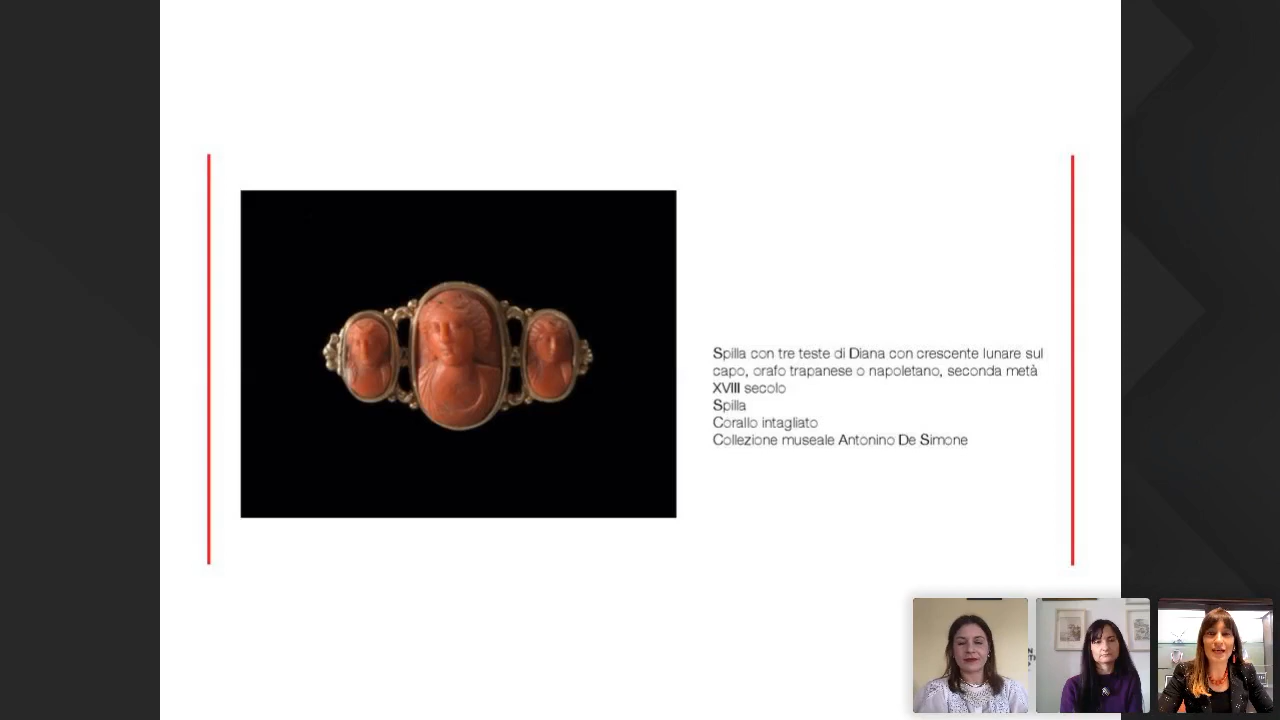 Spilla con tre teste di Diana con crescente lunare sul
capo, orafo trapanese o napoletano, seconda metà
XVIII secolo
Spilla
Corallo intagliato
Collezione museale Antonino De Simone